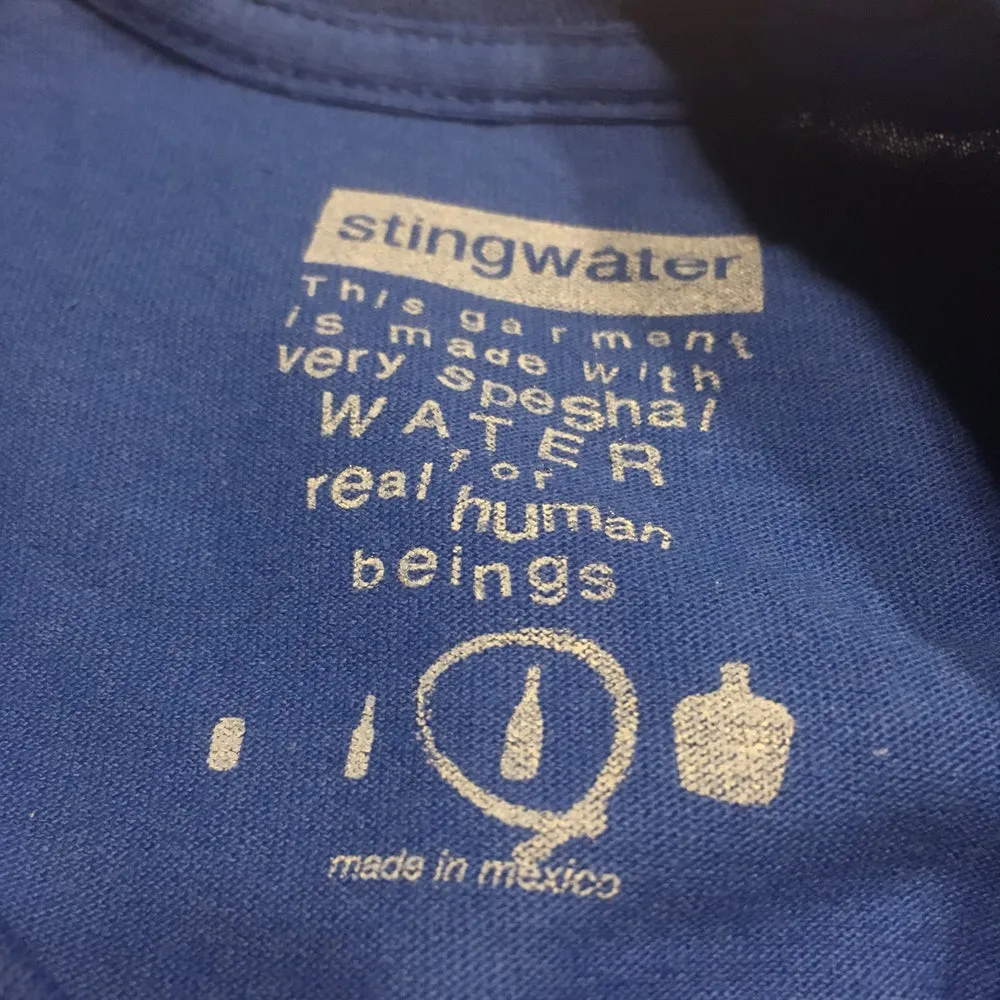 stingwater
This garment
is made with
very speshal
WATER
for
real human
beings
made in mexico